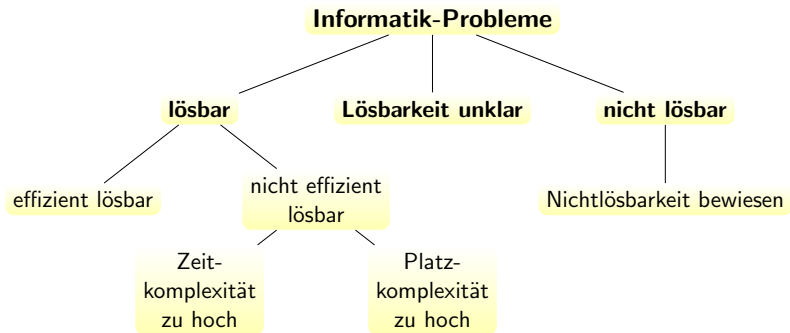 Informatik-Probleme
lösbar
Lösbarkeit unklar
nicht lösbar
effizient lösbar
nicht effizient
lösbar
Nichtlösbarkeit bewiesen
Zeit-
komplexität
zu hoch
Platz-
komplexität
zu hoch